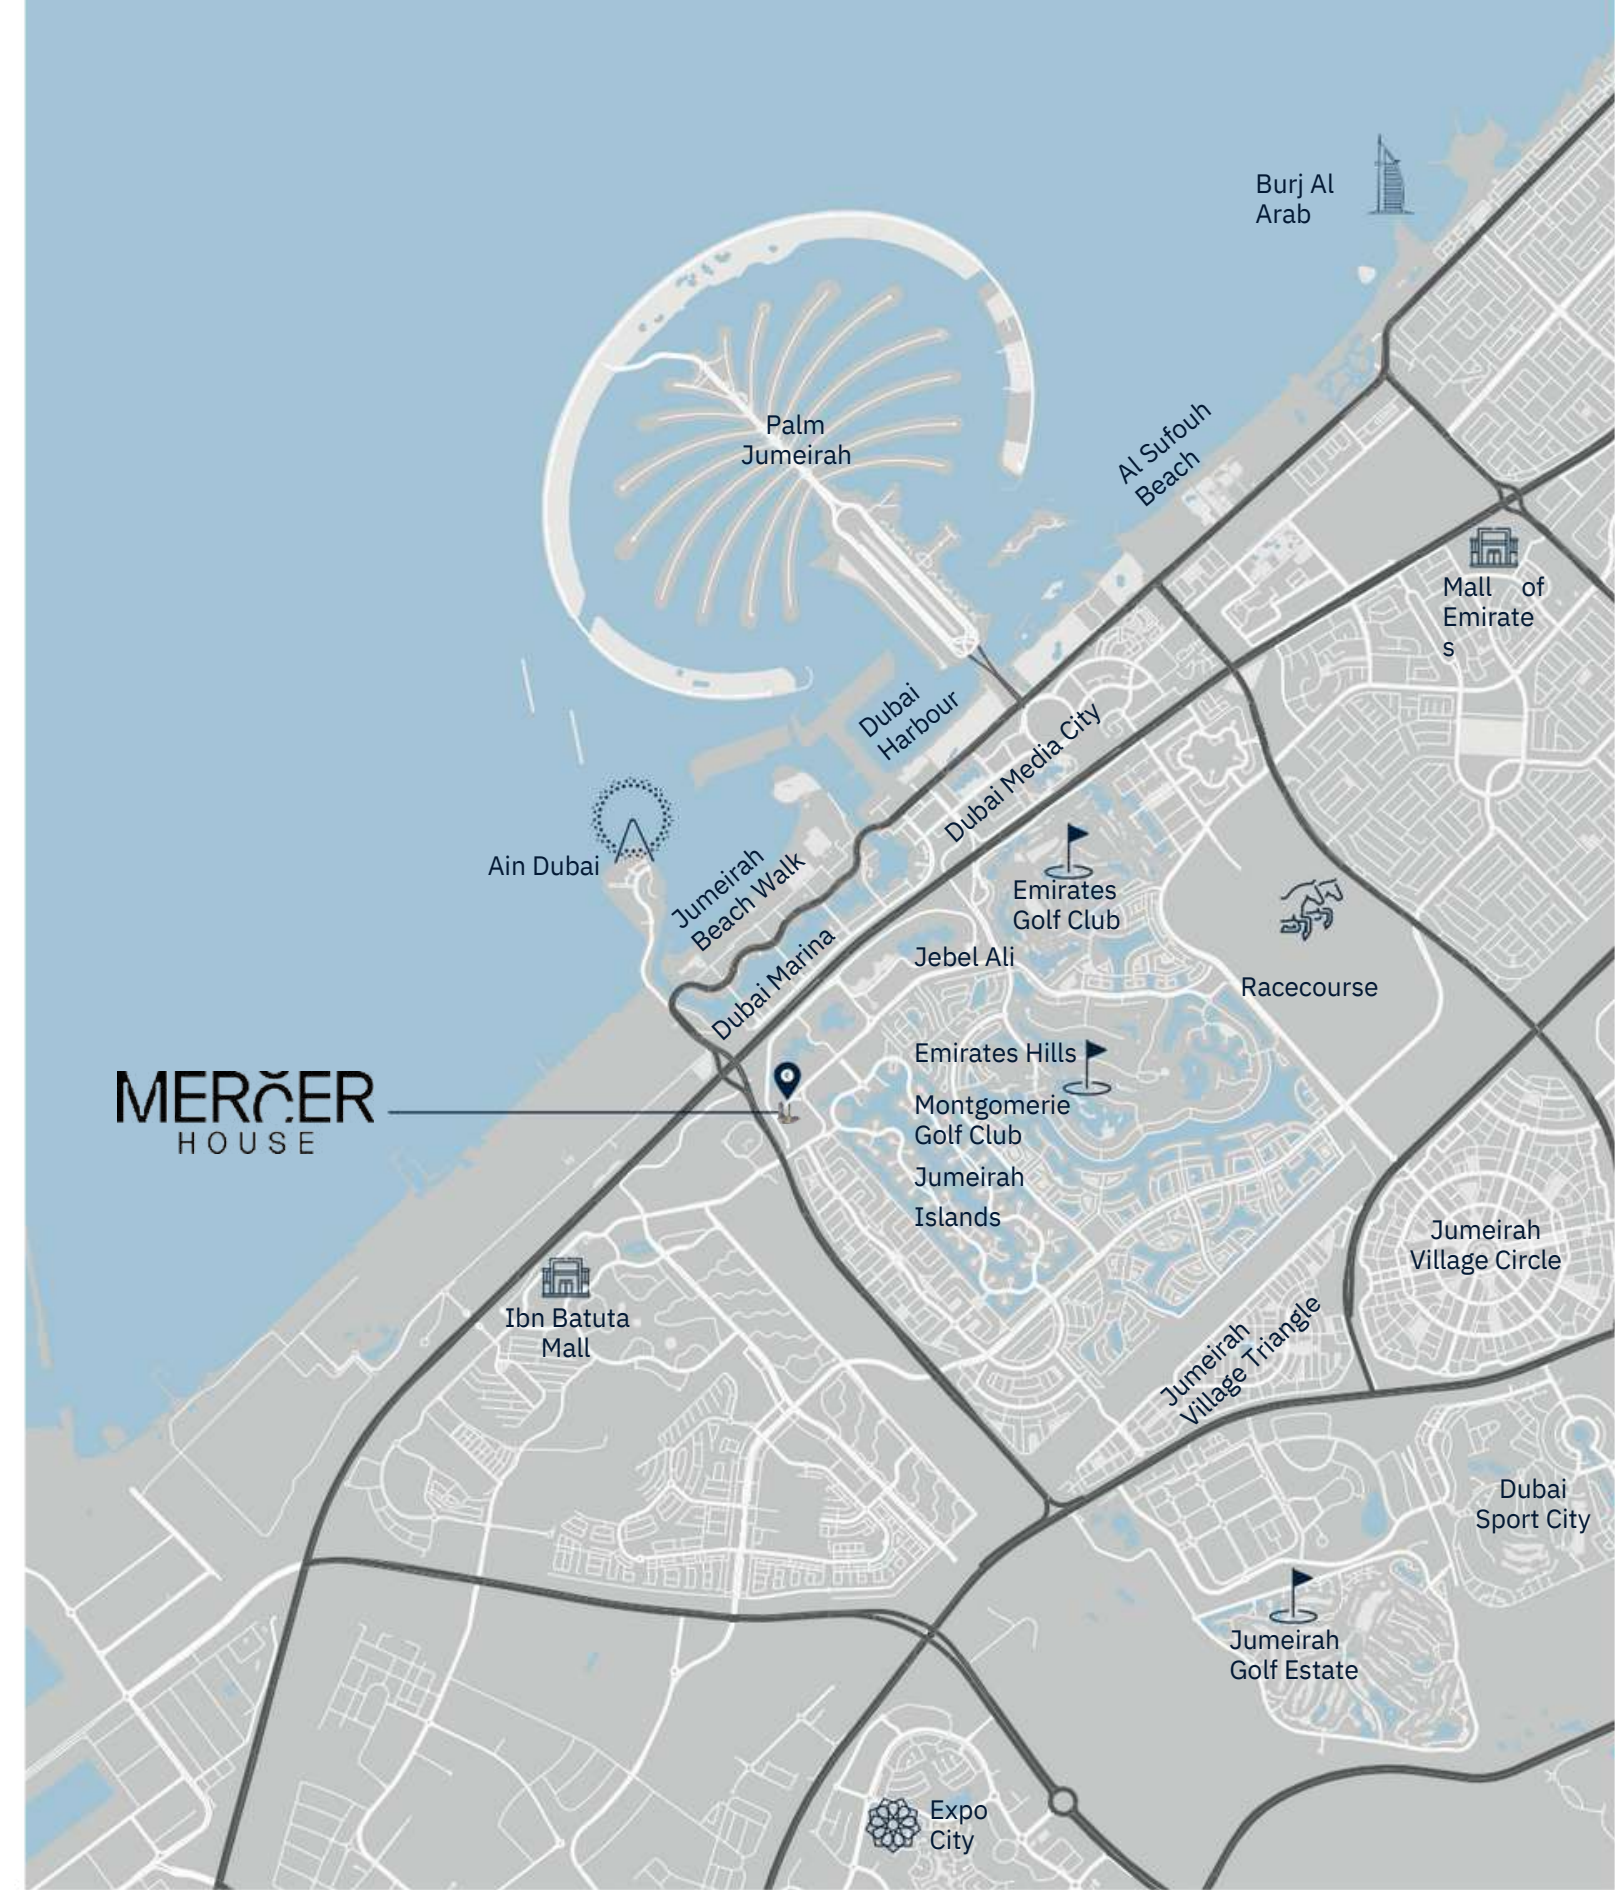 Burj Al
Arab
Palm
Jumeirah
Al Sufouh
Beach
Mall of
Emirate
s
Dubai
Harbour
Dubai Media City
Ain Dubai
Jumeirah
Beach Walk
Emirates
Golf Club
Dubai Marina
Jebel Ali
Racecourse
Emirates Hills
MERCER
HOUSE
Montgomerie
Golf Club
Jumeirah
Islands
Jumeirah
Village Circle
Ibn Batuta
Mall
Jumeirah
Village Triangle
Dubai
Sport City
Jumeirah
Golf Estate
Expo
City